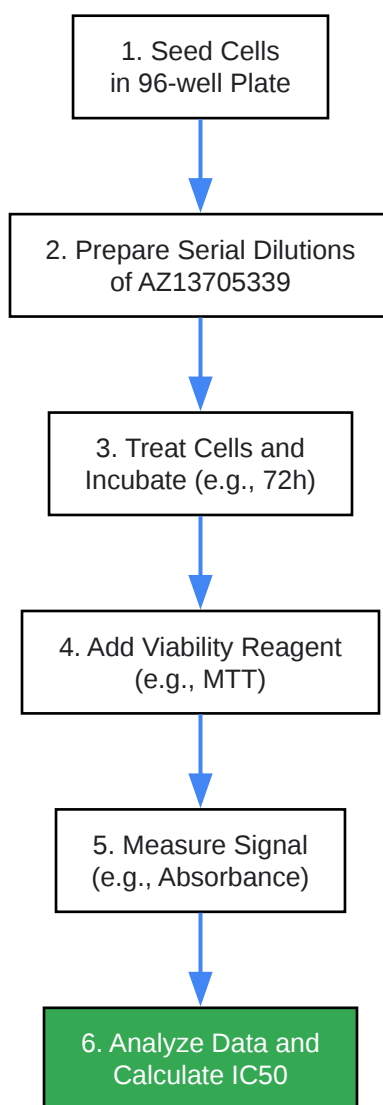 1. Seed Cells
in 96-well Plate
2. Prepare Serial Dilutions
of AZ13705339
3. Treat Cells and
Incubate (e.g., 72h)
4. Add Viability Reagent
(e.g., MTT)
5. Measure Signal
(e.g., Absorbance)
6. Analyze Data and
Calculate IC50